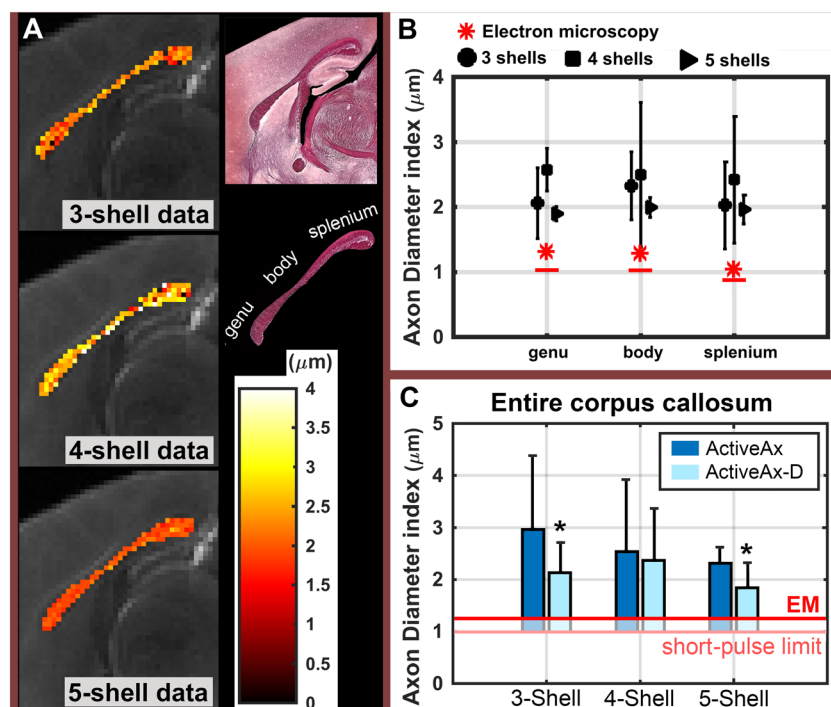 A
3-shell data
4-shell data
5-shell data
genu
body
splenium
(μm)
4
3.5
3
2.5
2
1.5
1
0.5
0
B
Electron microscopy
3 shells
4 shells
5 shells
Axon Diameter index (μm)
4
3
2
1
0
genu
body
splenium
C
Entire corpus callosum
Axon Diameter index (μm)
5
4
3
2
1
0
ActiveAx
ActiveAx-D
*
*
EM
short-pulse limit
3-Shell
4-Shell
5-Shell